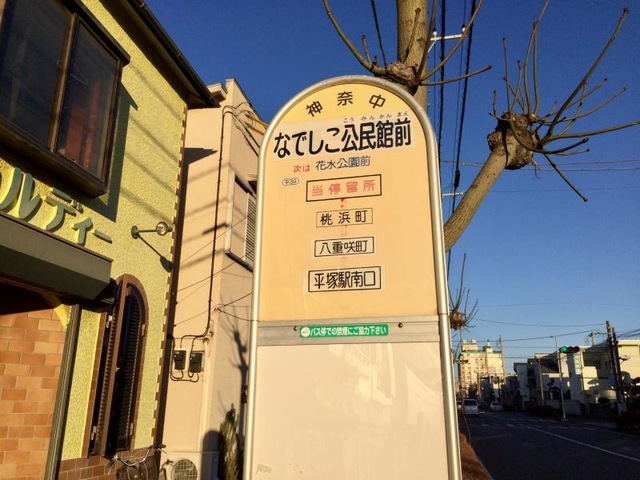 神奈中
こうみんかんまえ
なでしこ公民館前
次は 花水公園前
当停留所
桃浜町
八重咲町
平塚駅南口
バス停での禁煙にご協力下さい
ルディー